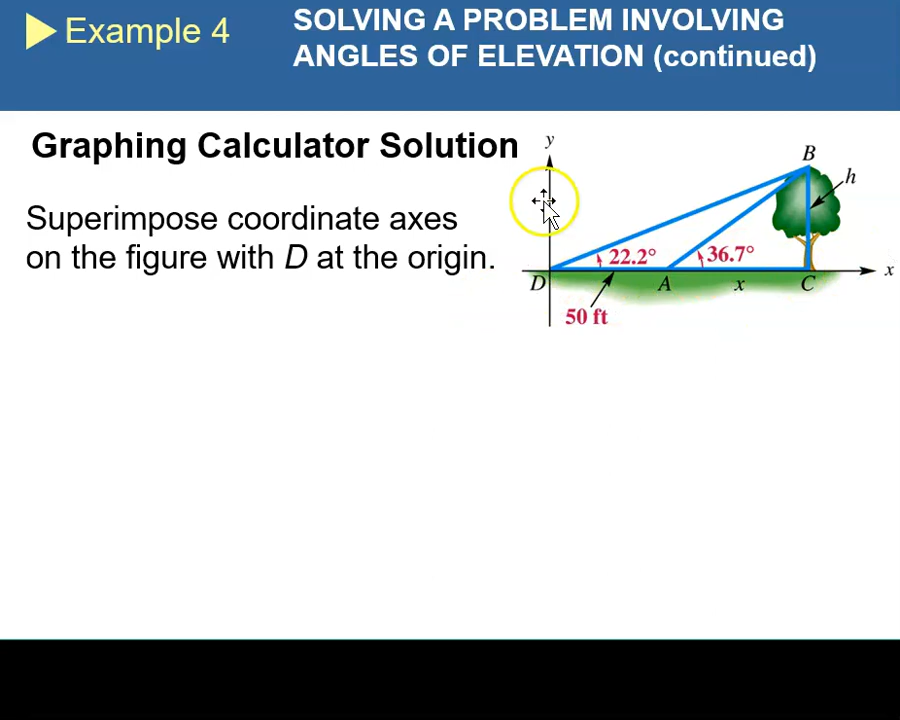 Example 4
SOLVING A PROBLEM INVOLVING
ANGLES OF ELEVATION (continued)
Graphing Calculator Solution
Superimpose coordinate axes
on the figure with D at the origin.
y
B
h
22.2°
36.7°
x
D
A
x
C
50 ft